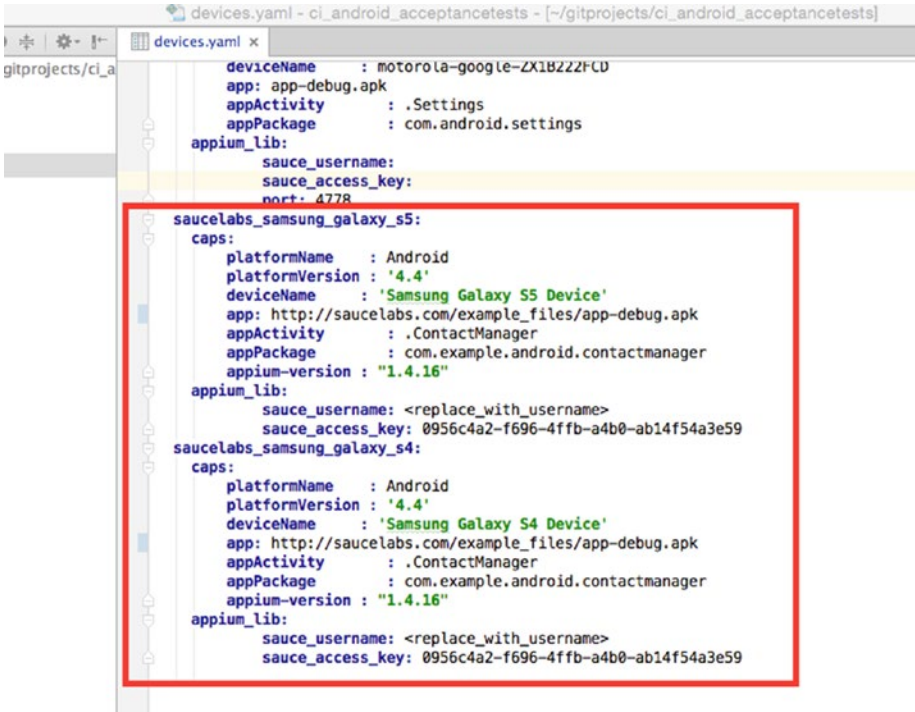 devices.yaml - ci_android_acceptancetests - [~/gitprojects/ci_android_acceptancetests]
devices.yaml ×
gitprojects/ci_a
deviceName : motorola-google-ZX1B222FCD
app: app-debug.apk
appActivity : .Settings
appPackage : com.android.settings
appium_lib:
sauce_username:
sauce_access_key:
port: 4778
saucelabs_samsung_galaxy_s5:
caps:
platformName : Android
platformVersion : '4.4'
deviceName : 'Samsung Galaxy S5 Device'
app: http://saucelabs.com/example_files/app-debug.apk
appActivity : .ContactManager
appPackage : com.example.android.contactmanager
appium-version : "1.4.16"
appium_lib:
sauce_username: <replace_with_username>
sauce_access_key: 0956c4a2-f696-4ffb-a4b0-ab14f54a3e59
saucelabs_samsung_galaxy_s4:
caps:
platformName : Android
platformVersion : '4.4'
deviceName : 'Samsung Galaxy S4 Device'
app: http://saucelabs.com/example_files/app-debug.apk
appActivity : .ContactManager
appPackage : com.example.android.contactmanager
appium-version : "1.4.16"
appium_lib:
sauce_username: <replace_with_username>
sauce_access_key: 0956c4a2-f696-4ffb-a4b0-ab14f54a3e59